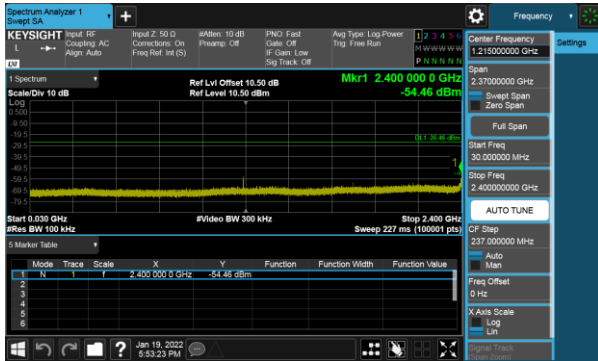 Spectrum Analyzer 1
Swept SA
Frequency
KEYSIGHT
L
LXI
Input: RF
Coupling: AC
Align: Auto
Input Z: 50 Ω
Corrections: On
Freq Ref: Int (S)
#Atten: 10 dB
Preamp: Off
PNO: Fast
Gate: Off
IF Gain: Low
Sig Track: Off
Avg Type: Log-Power
Trig: Free Run
1 2 3 4 5 6
M W W W W W
P N N N N N
Center Frequency
1.215000000 GHz
Settings
1 Spectrum
Scale/Div 10 dB
Ref Lvl Offset 10.50 dB
Ref Level 10.50 dBm
Mkr1 2.400 000 0 GHz
-54.46 dBm
Span
2.37000000 GHz
Swept Span
Zero Span
Full Span
Log
0.500
-9.50
-19.5
-29.5
-39.5
-49.5
-59.5
-69.5
-79.5
1
Start Freq
30.000000 MHz
Stop Freq
2.400000000 GHz
AUTO TUNE
Start 0.030 GHz
#Res BW 100 kHz
#Video BW 300 kHz
Stop 2.400 GHz
Sweep 227 ms (100001 pts)
CF Step
237.000000 MHz
Auto
Man
5 Marker Table
Mode Trace Scale X Y Function Function Width Function Value
1 N 1 f 2.400 000 0 GHz -54.46 dBm
2
3
4
5
6
Freq Offset
0 Hz
X Axis Scale
Log
Lin
Signal Track
(Span Zoom)
?
Jan 19, 2022
5:53:23 PM